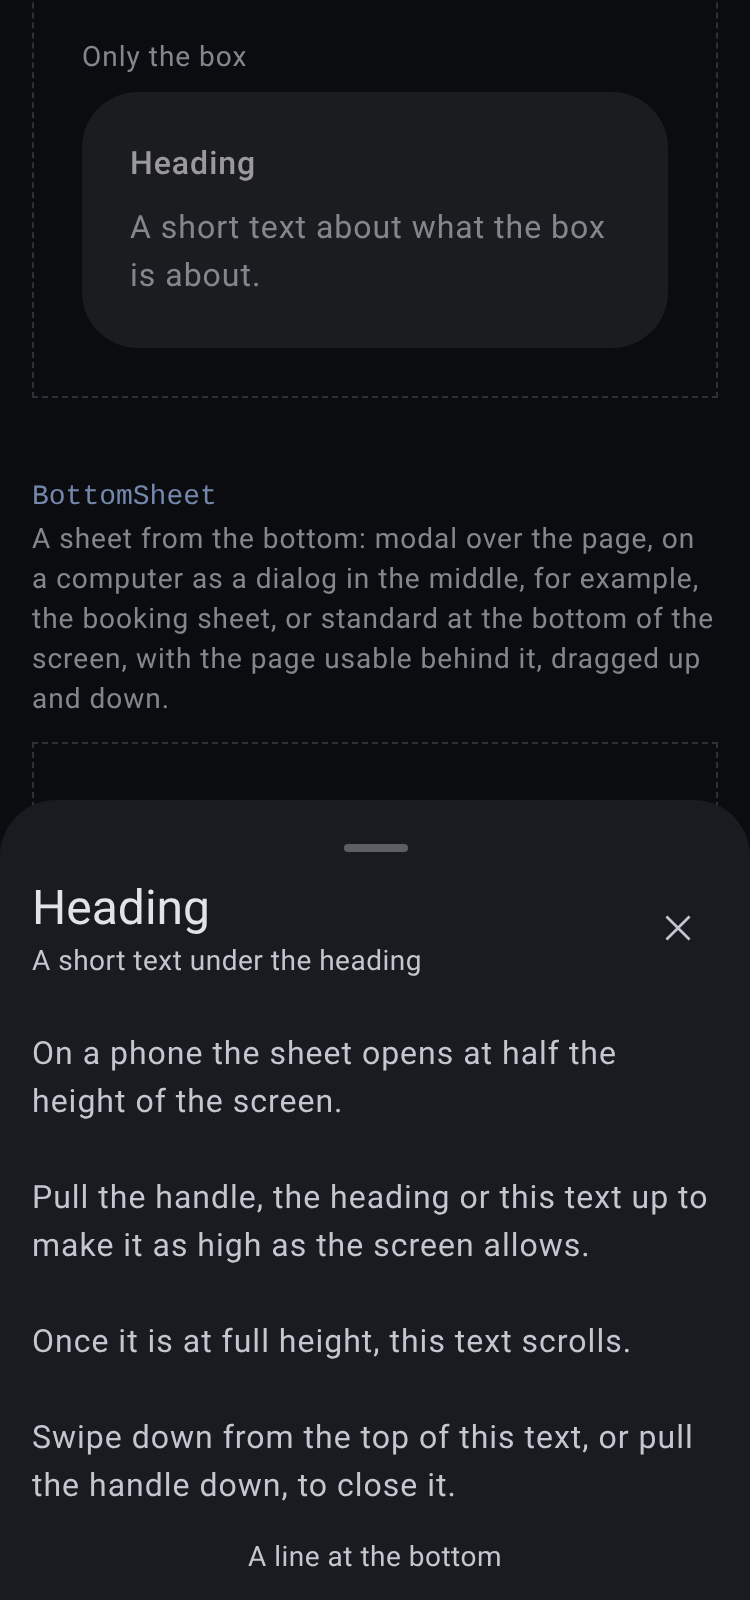 Only the box
Heading
A short text about what the box
is about.
BottomSheet
A sheet from the bottom: modal over the page, on
a computer as a dialog in the middle, for example,
the booking sheet, or standard at the bottom of the
screen, with the page usable behind it, dragged up
and down.
Heading
A short text under the heading
On a phone the sheet opens at half the
height of the screen.
Pull the handle, the heading or this text up to
make it as high as the screen allows.
Once it is at full height, this text scrolls.
Swipe down from the top of this text, or pull
the handle down, to close it.
A line at the bottom